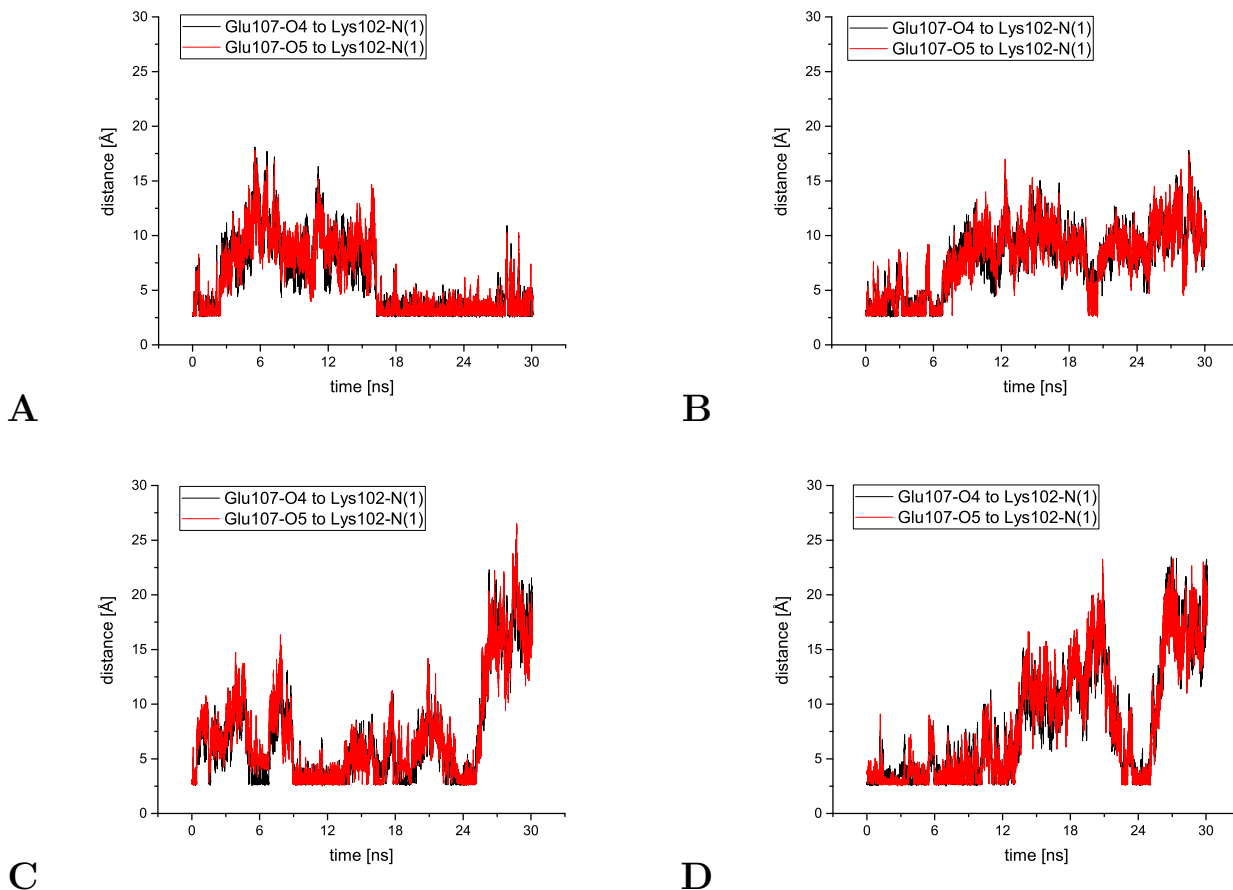 Glu107-O4 to Lys102-N(1)
Glu107-O5 to Lys102-N(1)
30
25
20
15
10
5
0
distance [Å]
0 6 12 18 24 30
time [ns]
A
Glu107-O4 to Lys102-N(1)
Glu107-O5 to Lys102-N(1)
30
25
20
15
10
5
0
distance [Å]
0 6 12 18 24 30
time [ns]
B
Glu107-O4 to Lys102-N(1)
Glu107-O5 to Lys102-N(1)
30
25
20
15
10
5
0
distance [Å]
0 6 12 18 24 30
time [ns]
C
Glu107-O4 to Lys102-N(1)
Glu107-O5 to Lys102-N(1)
30
25
20
15
10
5
0
distance [Å]
0 6 12 18 24 30
time [ns]
D